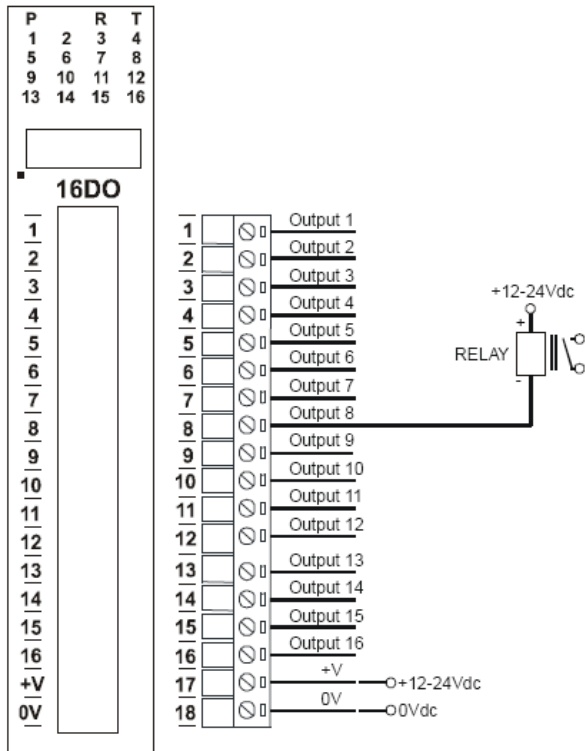 P R T
1 2 3 4
5 6 7 8
9 10 11 12
13 14 15 16
16DO
1
2
3
4
5
6
7
8
9
10
11
12
13
14
15
16
+V
0V
1 Output 1
2 Output 2
3 Output 3
4 Output 4
5 Output 5
6 Output 6
7 Output 7
8 Output 8
9 Output 9
10 Output 10
11 Output 11
12 Output 12
13 Output 13
14 Output 14
15 Output 15
16 Output 16
17 +V +12-24Vdc
18 0V 0Vdc
+12-24Vdc
+
RELAY
-